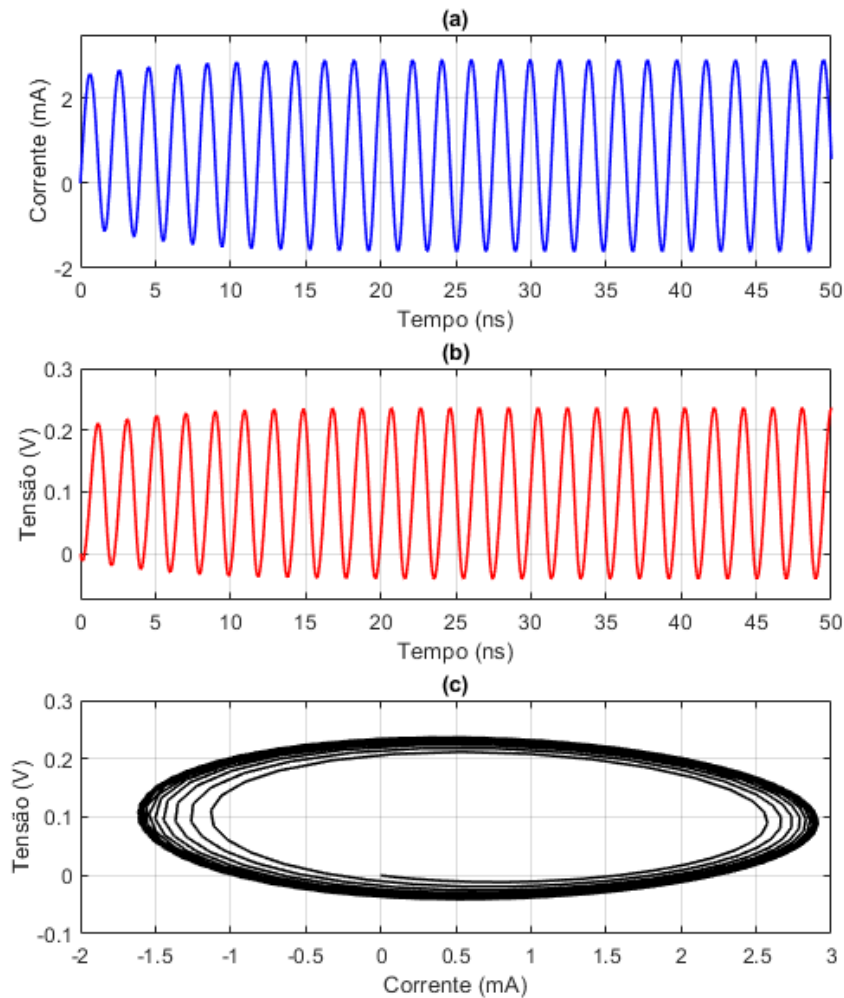 (a)
Corrente (mA)
2
0
-2
0 5 10 15 20 25 30 35 40 45 50
Tempo (ns)
(b)
Tensão (V)
0.3
0.2
0.1
0
0 5 10 15 20 25 30 35 40 45 50
Tempo (ns)
(c)
Tensão (V)
0.3
0.2
0.1
0
-0.1
-2 -1.5 -1 -0.5 0 0.5 1 1.5 2 2.5 3
Corrente (mA)